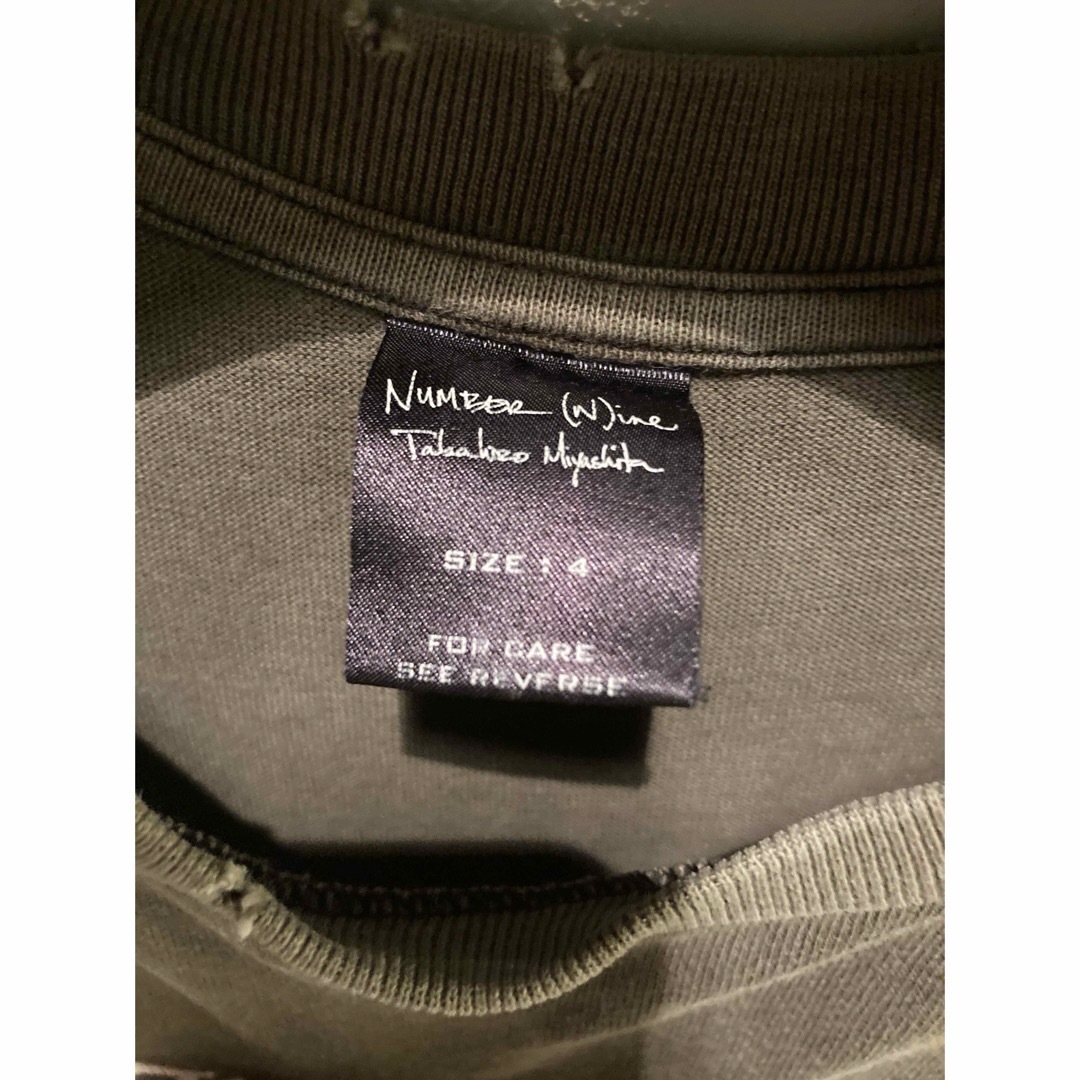 NUMBER (N)ine
Takahiro Miyashita
SIZE : 4
FOR CARE
SEE REVERSE